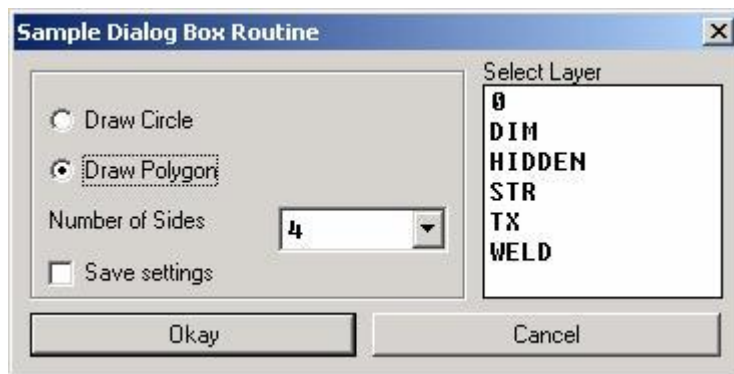 Sample Dialog Box Routine
Draw Circle
Draw Polygon
Number of Sides
4
Save settings
Select Layer
0
DIM
HIDDEN
STR
TX
WELD
Okay
Cancel